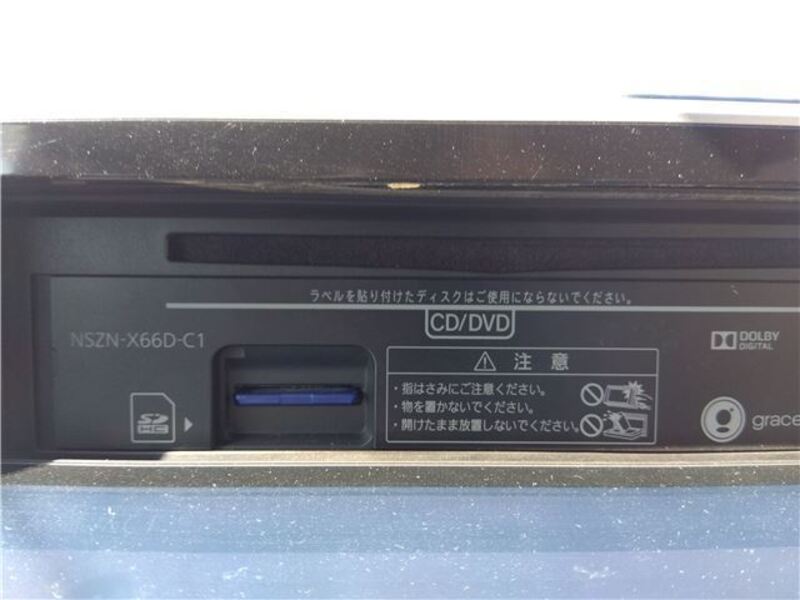 ラベルを貼り付けたディスクはご使用にならないでください。
CD/DVD
NSZN-X66D-C1
DOLBY
DIGITAL
注意
・指はさみにご注意ください。
・物を置かないでください。
・開けたまま放置しないでください。
SD
HC
grace